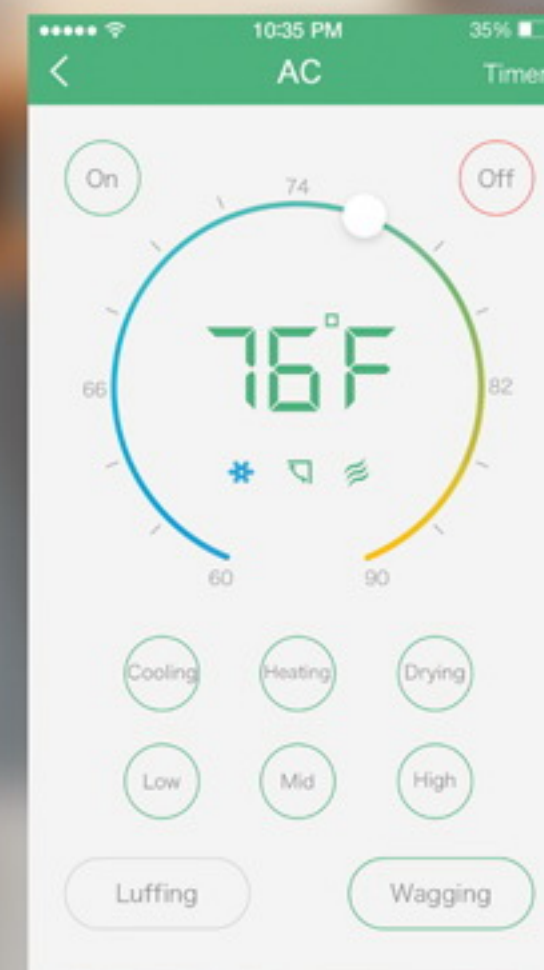 10:35 PM 35%
AC Timer
On Off
74
76°F
66 82
60 90
Cooling Heating Drying
Low Mid High
Luffing Wagging